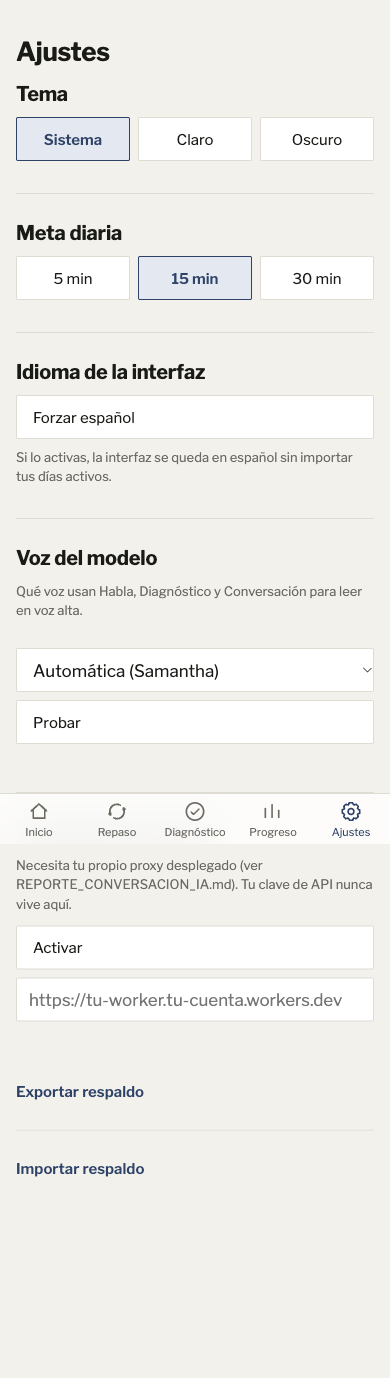 Ajustes
Tema
Sistema
Claro
Oscuro
Meta diaria
5 min
15 min
30 min
Idioma de la interfaz
Forzar español
Si lo activas, la interfaz se queda en español sin importar
tus días activos.
Voz del modelo
Qué voz usan Habla, Diagnóstico y Conversación para leer
en voz alta.
Automática (Samantha)
Probar
Inicio
Repaso
Diagnóstico
Progreso
Ajustes
Necesita tu propio proxy desplegado (ver
REPORTE_CONVERSACION_IA.md). Tu clave de API nunca
vive aquí.
Activar
https://tu-worker.tu-cuenta.workers.dev
Exportar respaldo
Importar respaldo